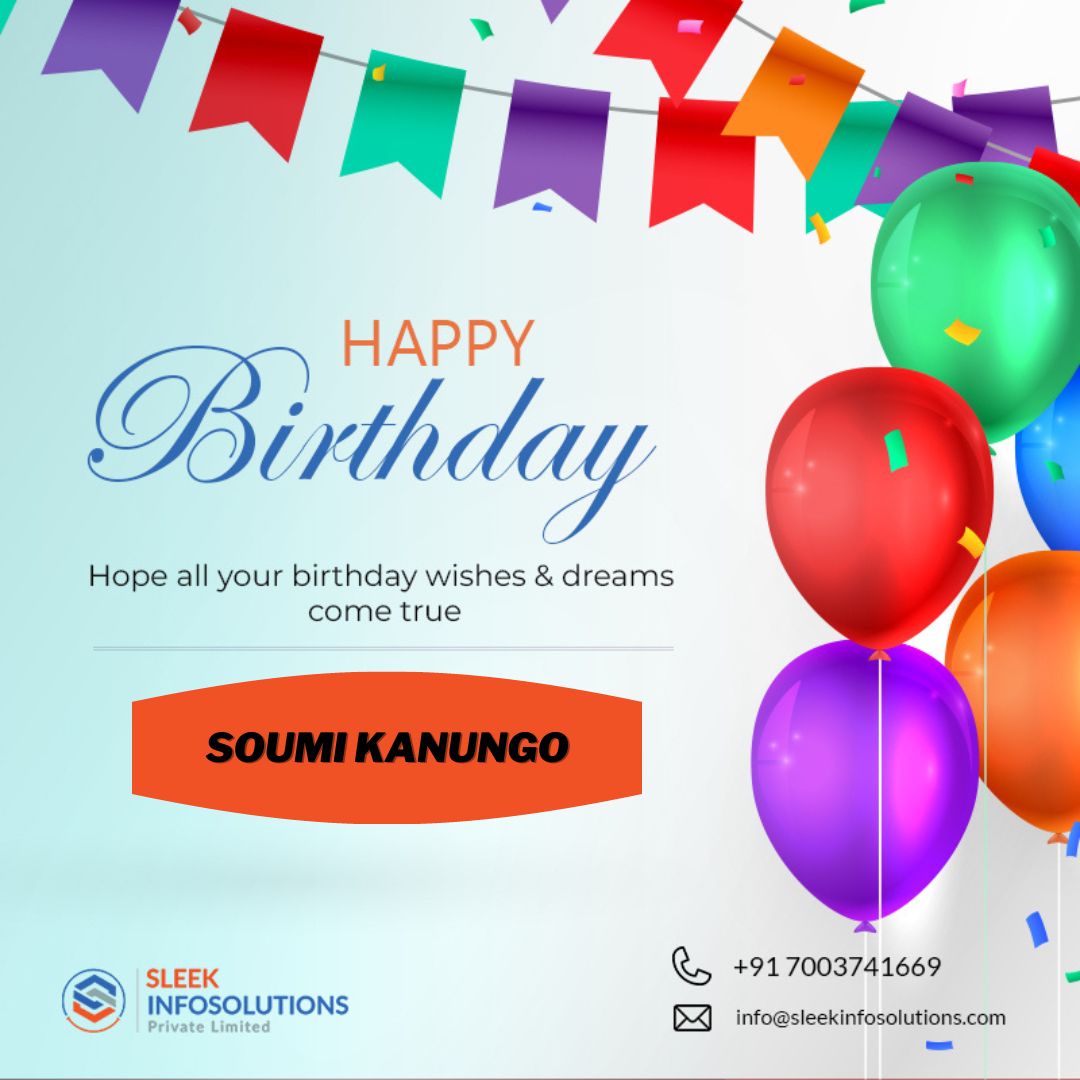 HAPPY
Birthday
Hope all your birthday wishes & dreams
come true
SOUMI KANUNGO
SLEEK
INFOSOLUTIONS
Private Limited
+91 7003741669
info@sleekinfosolutions.com